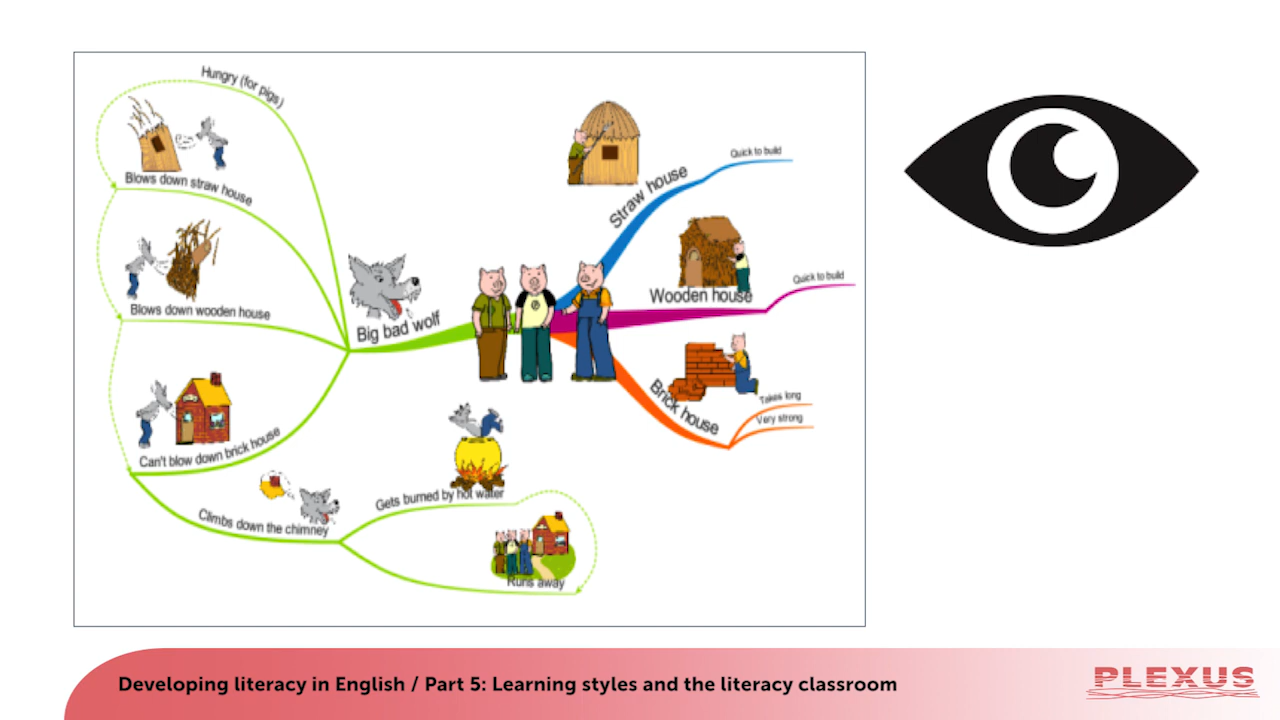 Hungry (for pigs)
Blows down straw house
Blows down wooden house
Can't blow down brick house
Climbs down the chimney
Gets burned by hot water
Runs away
Big bad wolf
Straw house
Quick to build
Wooden house
Quick to build
Brick house
Takes long
Very strong
Developing literacy in English / Part 5: Learning styles and the literacy classroom
PLEXUS